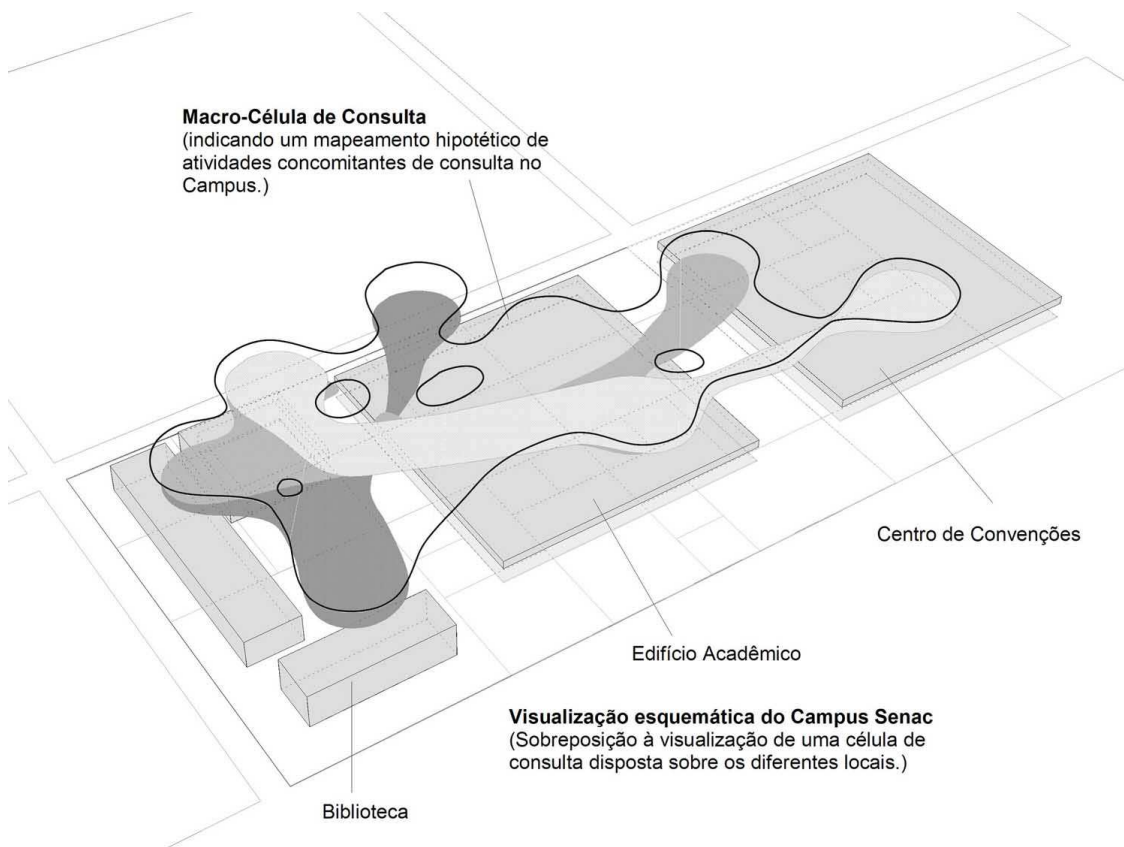 Macro-Célula de Consulta
(indicando um mapeamento hipotético de
atividades concomitantes de consulta no
Campus.)
Centro de Convenções
Edifício Acadêmico
Visualização esquemática do Campus Senac
(Sobreposição à visualização de uma célula de
consulta disposta sobre os diferentes locais.)
Biblioteca